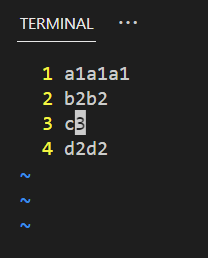 TERMINAL ...
1 a1a1a1
2 b2b2
3 c3
4 d2d2
~
~
~